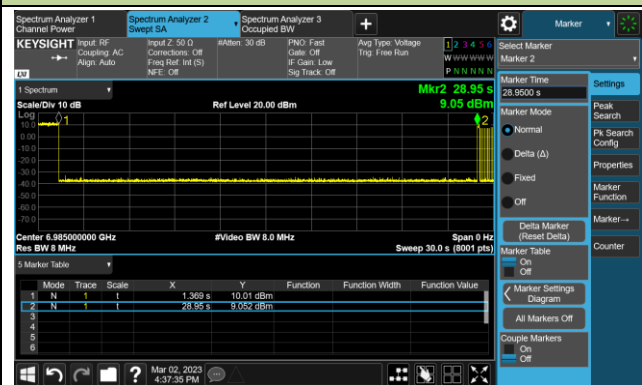 Spectrum Analyzer 1
Channel Power
Spectrum Analyzer 2
Swept SA
Spectrum Analyzer 3
Occupied BW
+
Marker
KEYSIGHT
Input: RF
Coupling: AC
Align: Auto
Input Z: 50 Ω
Corrections: Off
Freq Ref: Int (S)
NFE: Off
#Atten: 30 dB
PNO: Fast
Gate: Off
IF Gain: Low
Sig Track: Off
Avg Type: Voltage
Trig: Free Run
1 2 3 4 5 6
W W W W W W
P N N N N N
LXI
Select Marker
Marker 2
1 Spectrum
Mkr2 28.95 s
9.05 dBm
Scale/Div 10 dB
Ref Level 20.00 dBm
Log
10.0
0.00
-10.0
-20.0
-30.0
-40.0
-50.0
-60.0
-70.0
1
2
Center 6.985000000 GHz
#Video BW 8.0 MHz
Span 0 Hz
Res BW 8 MHz
Sweep 30.0 s (8001 pts)
5 Marker Table
Mode Trace Scale X Y Function Function Width Function Value
1 N 1 t 1.369 s 10.01 dBm
2 N 1 t 28.95 s 9.052 dBm
3
4
5
6
Marker Time
28.9500 s
Marker Mode
Normal
Delta (Δ)
Fixed
Off
Delta Marker
(Reset Delta)
Marker Table
On
Off
Marker Settings
Diagram
All Markers Off
Couple Markers
On
Off
Settings
Peak
Search
Pk Search
Config
Properties
Marker
Function
Marker→
Counter
?
Mar 02, 2023
4:37:35 PM